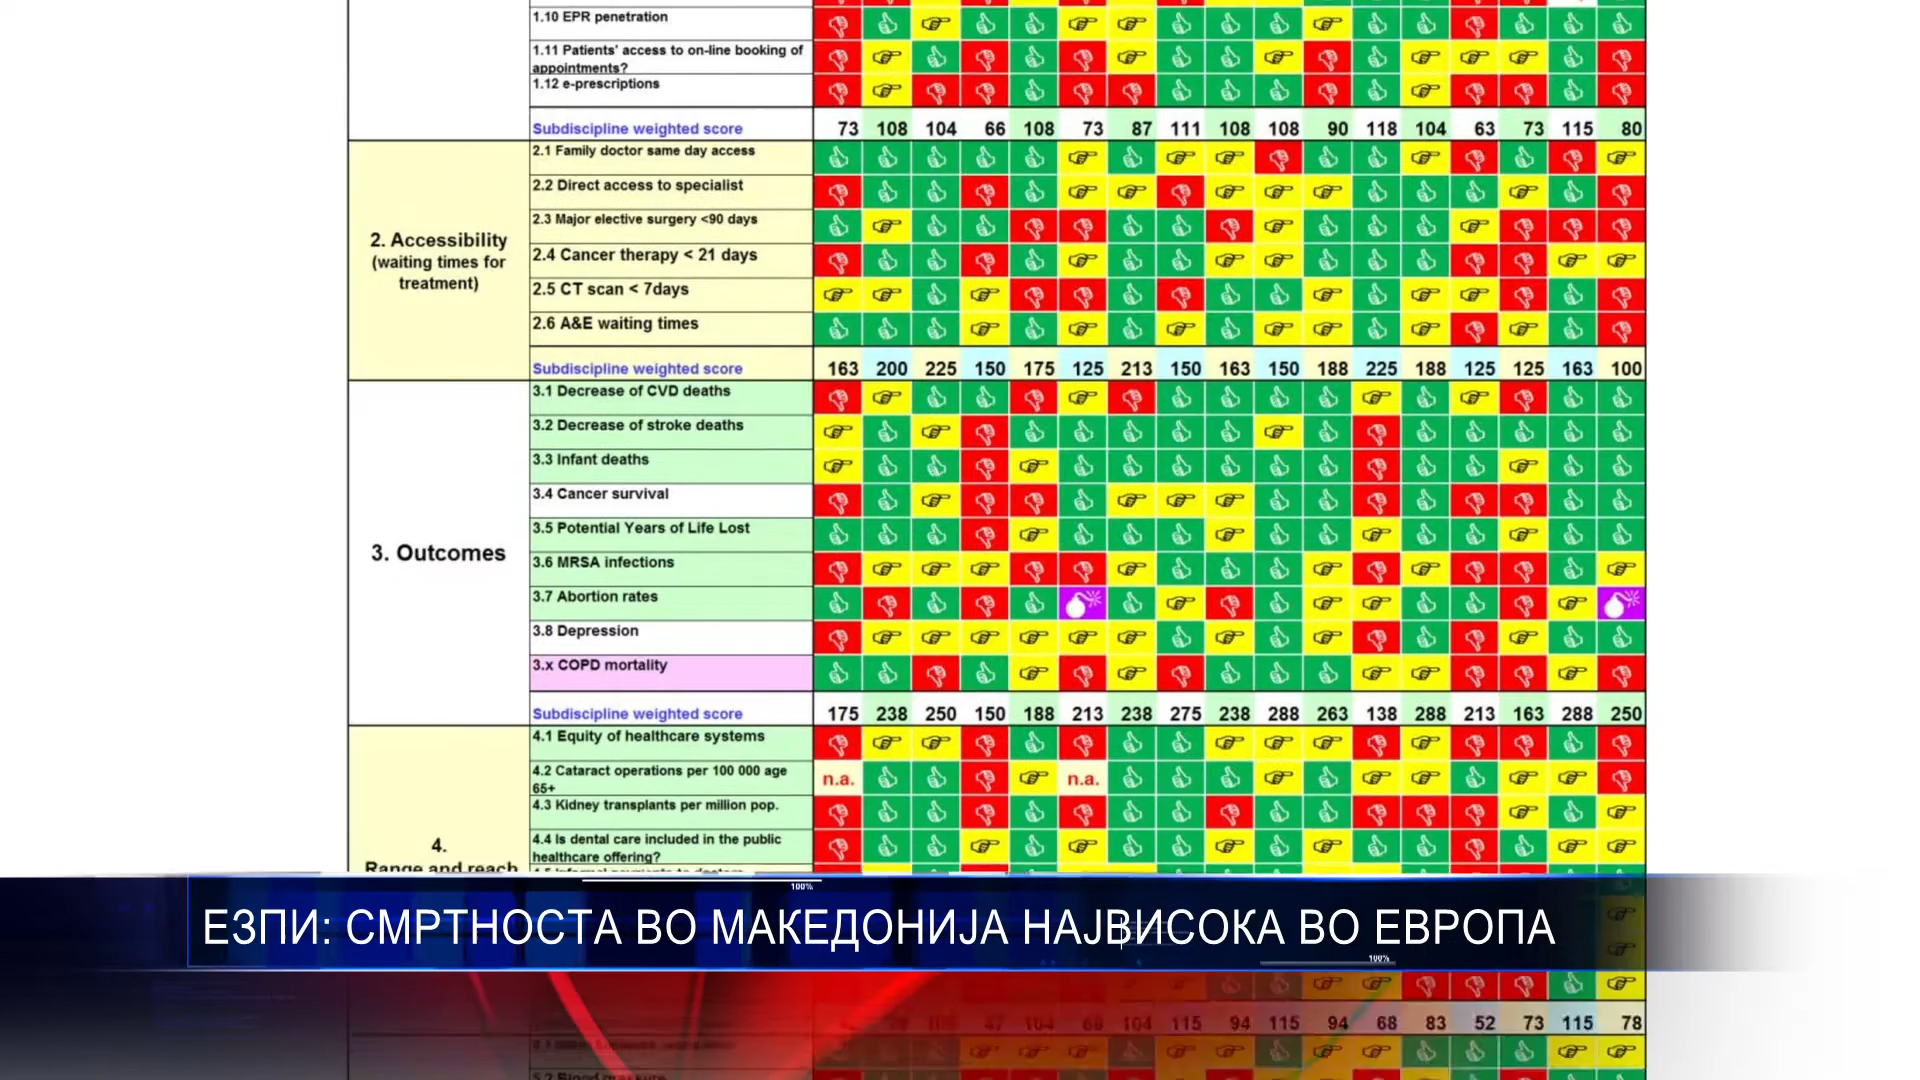 1.10 EPR penetration
1.11 Patients' access to on-line booking of
appointments?
1.12 e-prescriptions
Subdiscipline weighted score 73 108 104 66 108 73 87 111 108 108 90 118 104 63 73 115 80
2. Accessibility
(waiting times for
treatment)
2.1 Family doctor same day access
2.2 Direct access to specialist
2.3 Major elective surgery <90 days
2.4 Cancer therapy < 21 days
2.5 CT scan < 7days
2.6 A&E waiting times
Subdiscipline weighted score 163 200 225 150 175 125 213 150 163 150 188 225 188 125 125 163 100
3. Outcomes
3.1 Decrease of CVD deaths
3.2 Decrease of stroke deaths
3.3 Infant deaths
3.4 Cancer survival
3.5 Potential Years of Life Lost
3.6 MRSA infections
3.7 Abortion rates
3.8 Depression
3.x COPD mortality
Subdiscipline weighted score 175 238 250 150 188 213 238 275 238 288 263 138 288 213 163 288 250
4.
Range and reach
4.1 Equity of healthcare systems
4.2 Cataract operations per 100 000 age
65+
n.a. n.a.
4.3 Kidney transplants per million pop.
4.4 Is dental care included in the public
healthcare offering?
100%
ЕЗПИ: СМРТНОСТА ВО МАКЕДОНИЈА НАЈВИСОКА ВО ЕВРОПА
100%
47 104 68 104 115 94 115 94 68 83 52 73 115 78